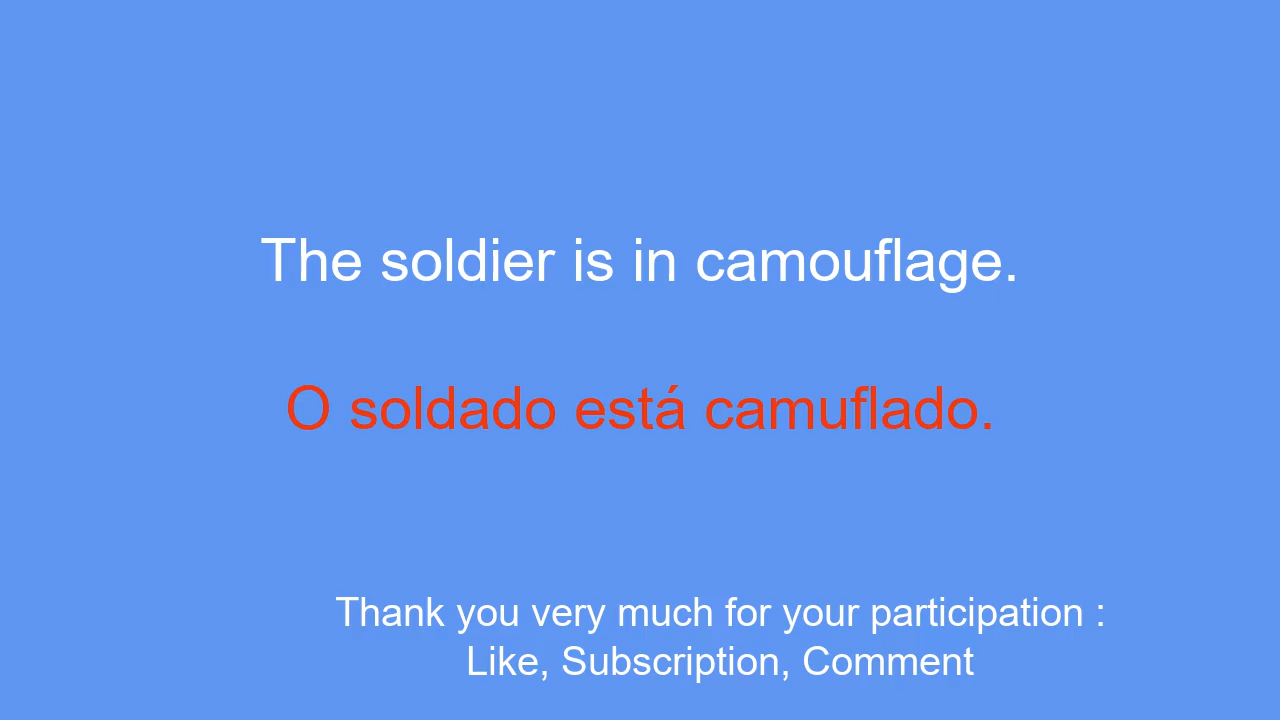 The soldier is in camouflage.
O soldado está camuflado.
Thank you very much for your participation :
Like, Subscription, Comment